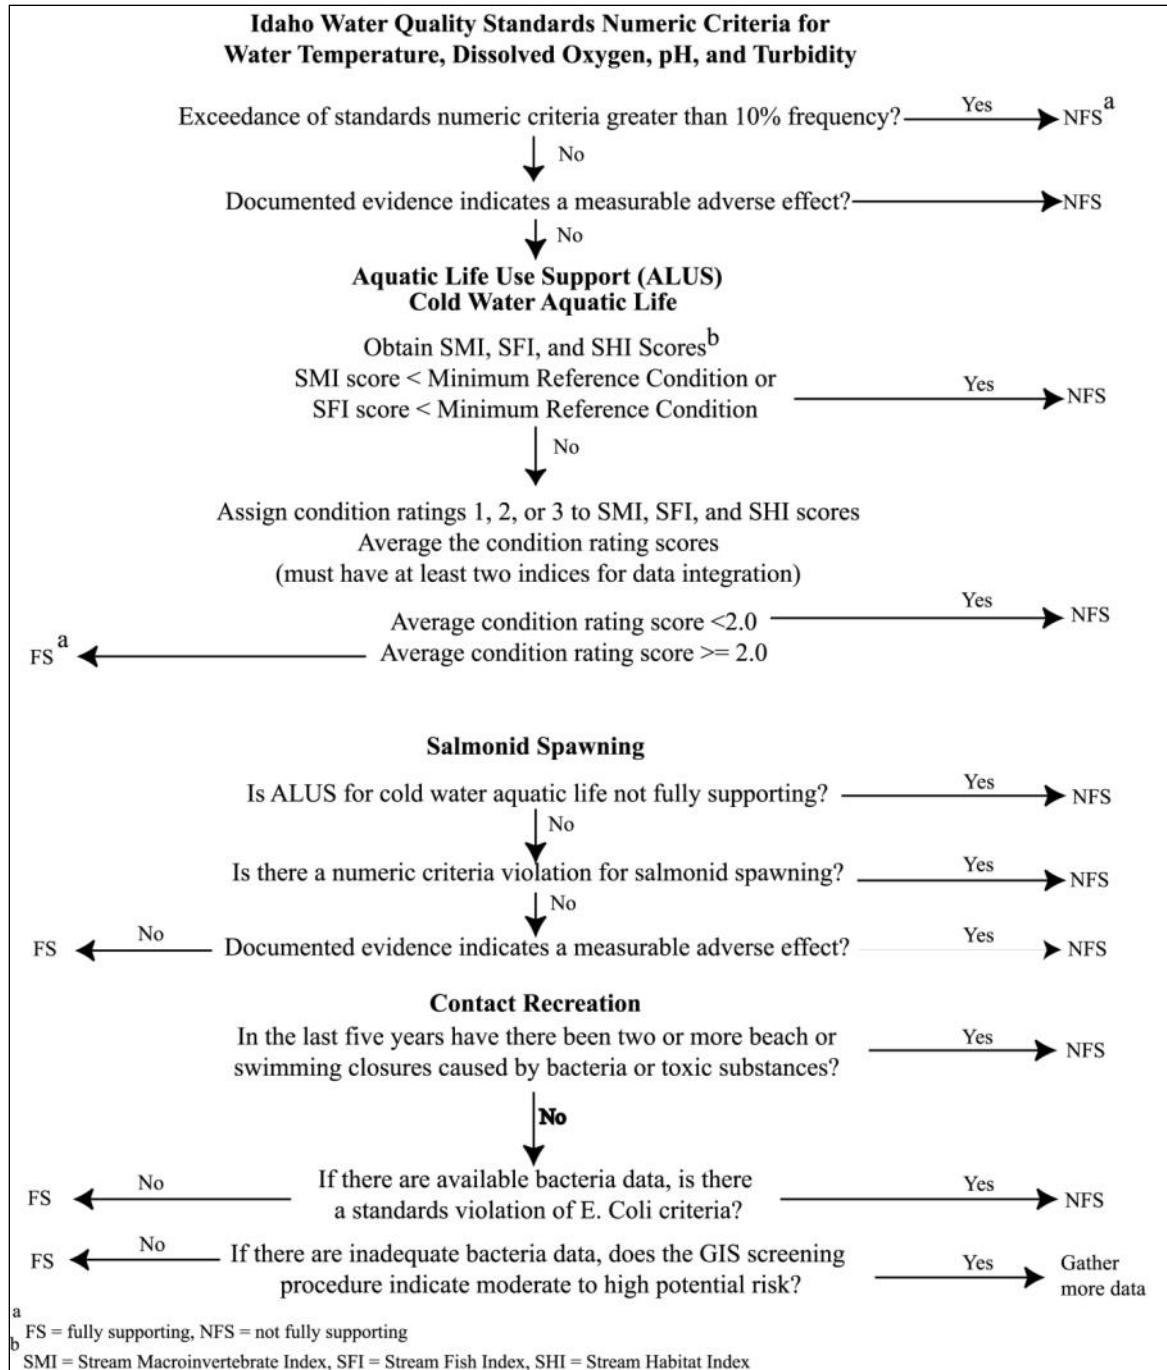 Idaho Water Quality Standards Numeric Criteria for
Water Temperature, Dissolved Oxygen, pH, and Turbidity
Exceedance of standards numeric criteria greater than 10% frequency? Yes NFS a
No
Documented evidence indicates a measurable adverse effect? NFS
No
Aquatic Life Use Support (ALUS)
Cold Water Aquatic Life
Obtain SMI, SFI, and SHI Scores b
SMI score < Minimum Reference Condition or
SFI score < Minimum Reference Condition
Yes NFS
No
Assign condition ratings 1, 2, or 3 to SMI, SFI, and SHI scores
Average the condition rating scores
(must have at least two indices for data integration)
Average condition rating score <2.0 Yes NFS
FS a Average condition rating score >= 2.0
Salmonid Spawning
Is ALUS for cold water aquatic life not fully supporting? Yes NFS
No
Is there a numeric criteria violation for salmonid spawning? Yes NFS
No
FS No Documented evidence indicates a measurable adverse effect? Yes NFS
Contact Recreation
In the last five years have there been two or more beach or
swimming closures caused by bacteria or toxic substances?
Yes NFS
No
FS No If there are available bacteria data, is there
a standards violation of E. Coli criteria?
Yes NFS
FS No If there are inadequate bacteria data, does the GIS screening
procedure indicate moderate to high potential risk?
Yes Gather
more data
a FS = fully supporting, NFS = not fully supporting
b SMI = Stream Macroinvertebrate Index, SFI = Stream Fish Index, SHI = Stream Habitat Index